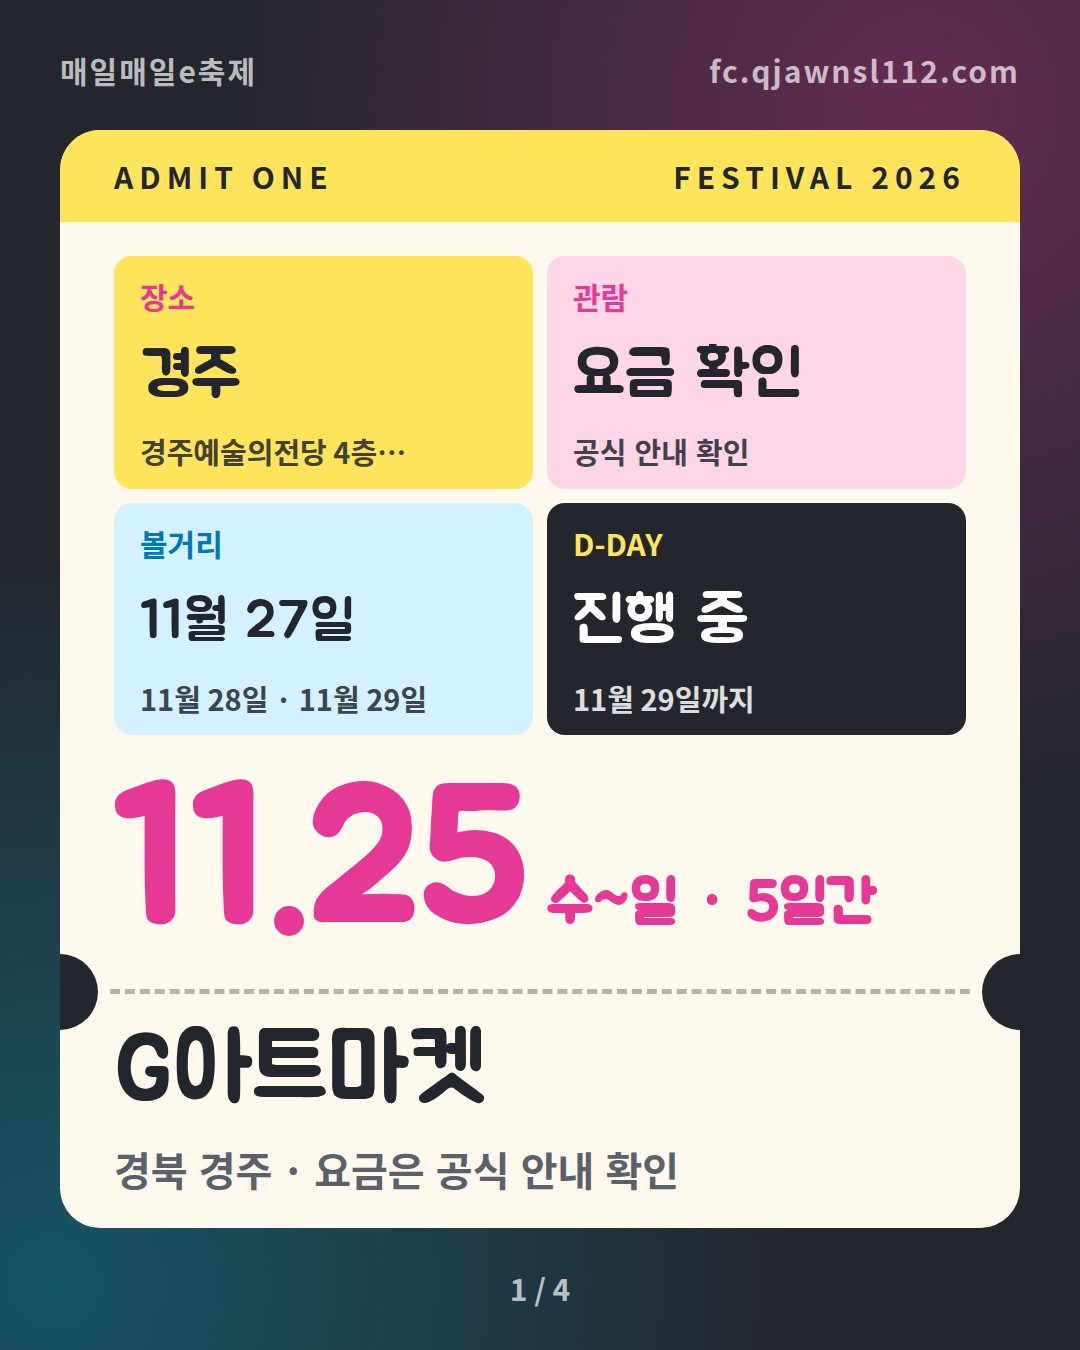 매일매일e축제
fc.qjawnsl112.com
ADMIT ONE
FESTIVAL 2026
장소
경주
경주예술의전당 4층…
관람
요금 확인
공식 안내 확인
볼거리
11월 27일
11월 28일 · 11월 29일
D-DAY
진행 중
11월 29일까지
11.25 수~일 · 5일간
G아트마켓
경북 경주 · 요금은 공식 안내 확인
1 / 4